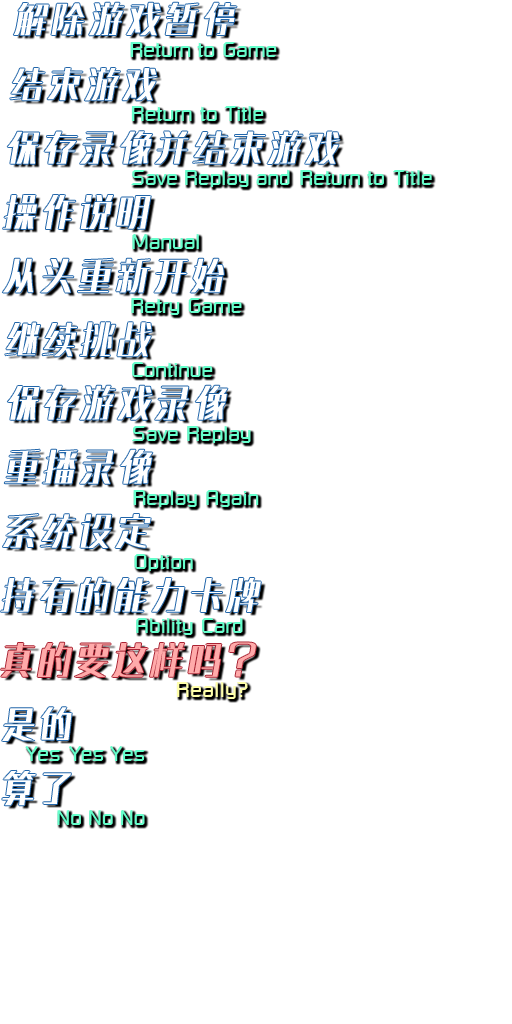 解除游戏暂停
Return to Game
结束游戏
Return to Title
保存录像并结束游戏
Save Replay and Return to Title
操作说明
Manual
从头重新开始
Retry Game
继续挑战
Continue
保存游戏录像
Save Replay
重播录像
Replay Again
系统设定
Option
持有的能力卡牌
Ability Card
真的要这样吗？
Really?
是的
Yes Yes Yes
算了
No No No